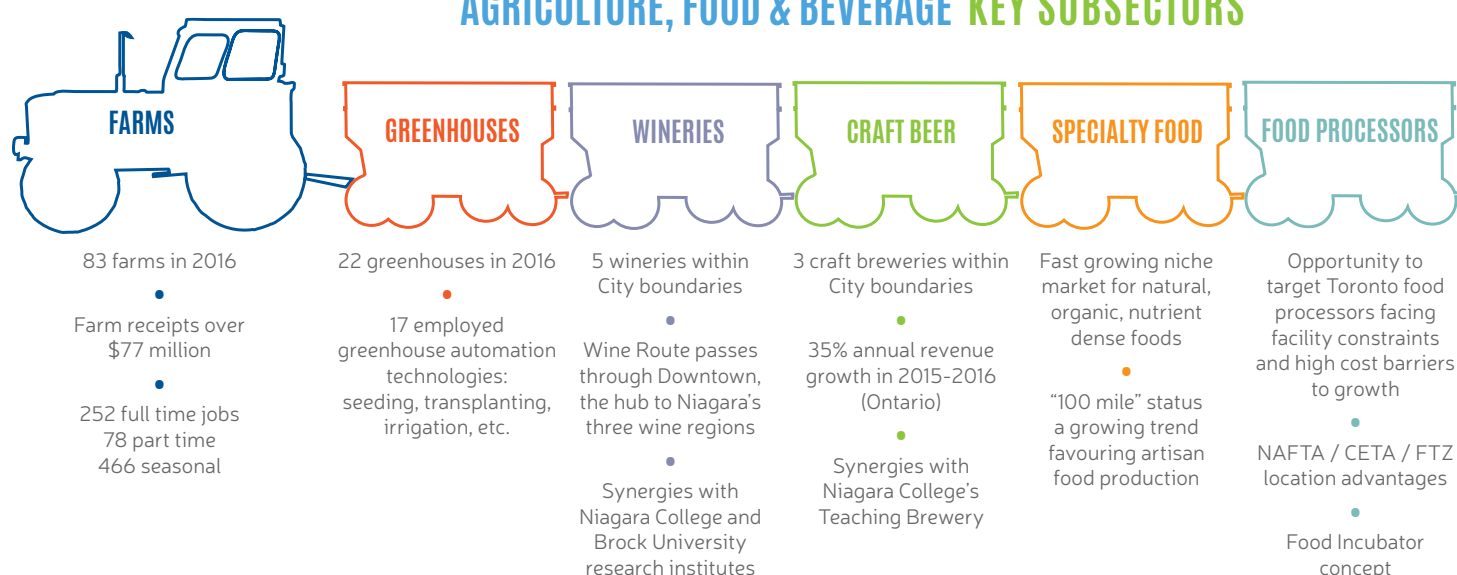 AGRICULTURE, FOOD & BEVERAGE KEY SUBSECTORS
FARMS
83 farms in 2016
Farm receipts over
$77 million
252 full time jobs
78 part time
466 seasonal
GREENHOUSES
22 greenhouses in 2016
17 employed
greenhouse automation
technologies:
seeding, transplanting,
irrigation, etc.
WINERIES
5 wineries within
City boundaries
Wine Route passes
through Downtown,
the hub to Niagara's
three wine regions
Synergies with
Niagara College and
Brock University
research institutes
CRAFT BEER
3 craft breweries within
City boundaries
35% annual revenue
growth in 2015-2016
(Ontario)
Synergies with
Niagara College's
Teaching Brewery
SPECIALTY FOOD
Fast growing niche
market for natural,
organic, nutrient
dense foods
“100 mile” status
a growing trend
favouring artisan
food production
FOOD PROCESSORS
Opportunity to
target Toronto food
processors facing
facility constraints
and high cost barriers
to growth
NAFTA / CETA / FTZ
location advantages
Food Incubator
concept